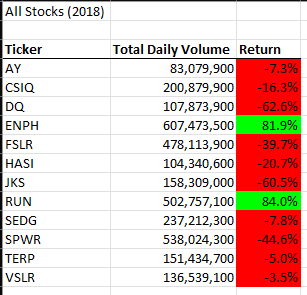 All Stocks (2018)
Ticker Total Daily Volume Return
AY 83,079,900 -7.3%
CSIQ 200,879,900 -16.3%
DQ 107,873,900 -62.6%
ENPH 607,473,500 81.9%
FSLR 478,113,900 -39.7%
HASI 104,340,600 -20.7%
JKS 158,309,000 -60.5%
RUN 502,757,100 84.0%
SEDG 237,212,300 -7.8%
SPWR 538,024,300 -44.6%
TERP 151,434,700 -5.0%
VSLR 136,539,100 -3.5%